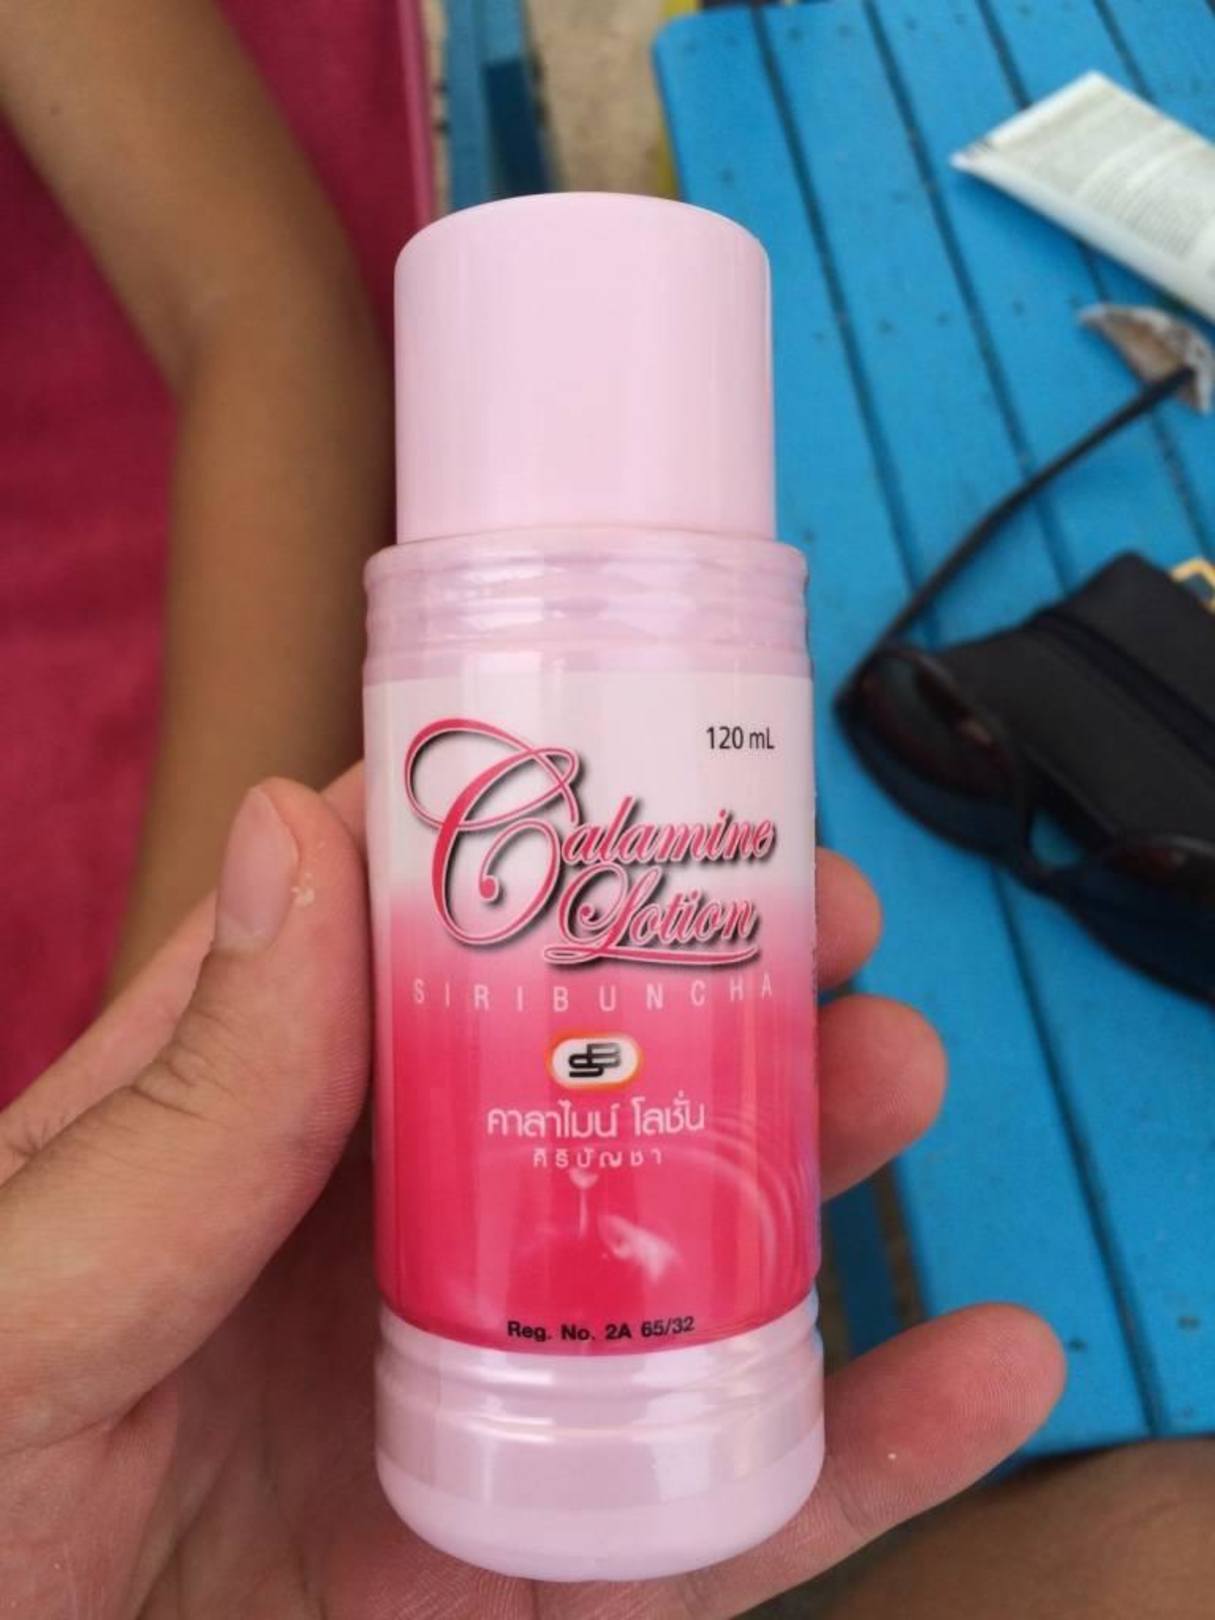 120 mL
Calamine
Lotion
SIRIBUNCHA
SB
คาลาไมน์ โลชั่น
ศิริบัญชา
Reg. No. 2A 65/32